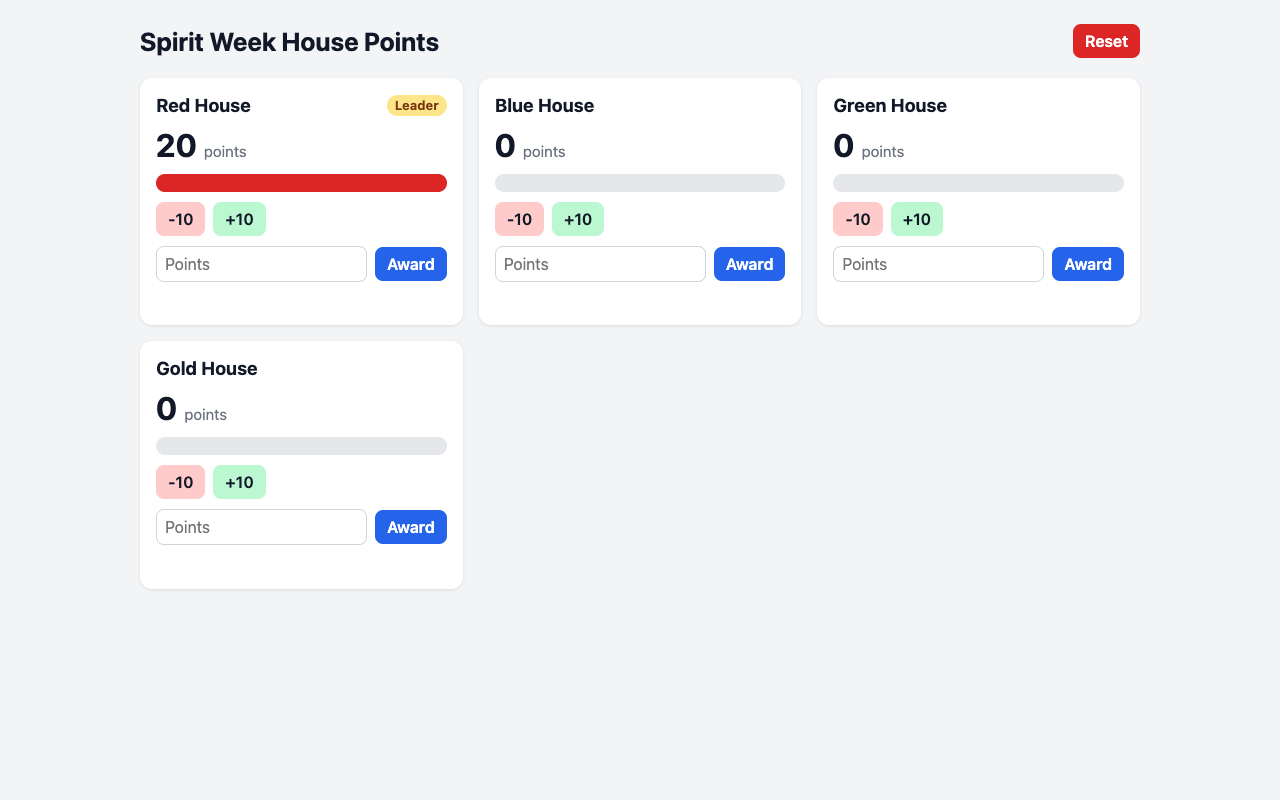 Spirit Week House Points
Reset
Red House
Leader
20 points
-10
+10
Points
Award
Blue House
0 points
-10
+10
Points
Award
Green House
0 points
-10
+10
Points
Award
Gold House
0 points
-10
+10
Points
Award